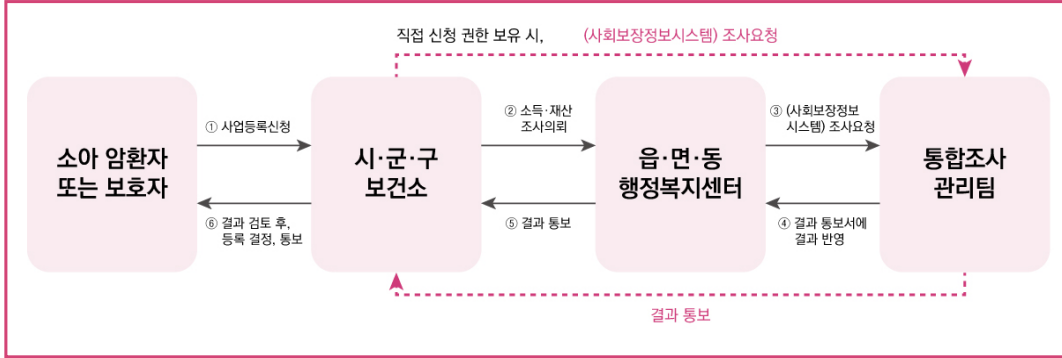 직접 신청 권한 보유 시, (사회보장정보시스템) 조사요청
소아 암환자
또는 보호자
① 사업등록신청
⑥ 결과 검토 후,
등록 결정, 통보
시·군·구
보건소
② 소득·재산
조사의뢰
⑤ 결과 통보
읍·면·동
행정복지센터
③ (사회보장정보
시스템) 조사요청
④ 결과 통보서에
결과 반영
통합조사
관리팀
결과 통보